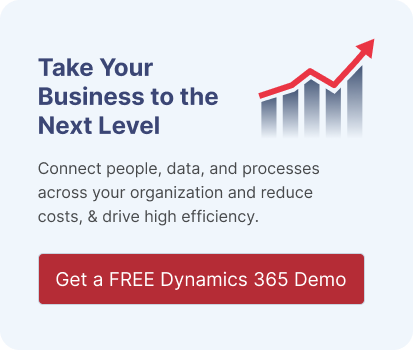 Take Your
Business to the
Next Level
Connect people, data, and processes
across your organization and reduce
costs, & drive high efficiency.
Get a FREE Dynamics 365 Demo